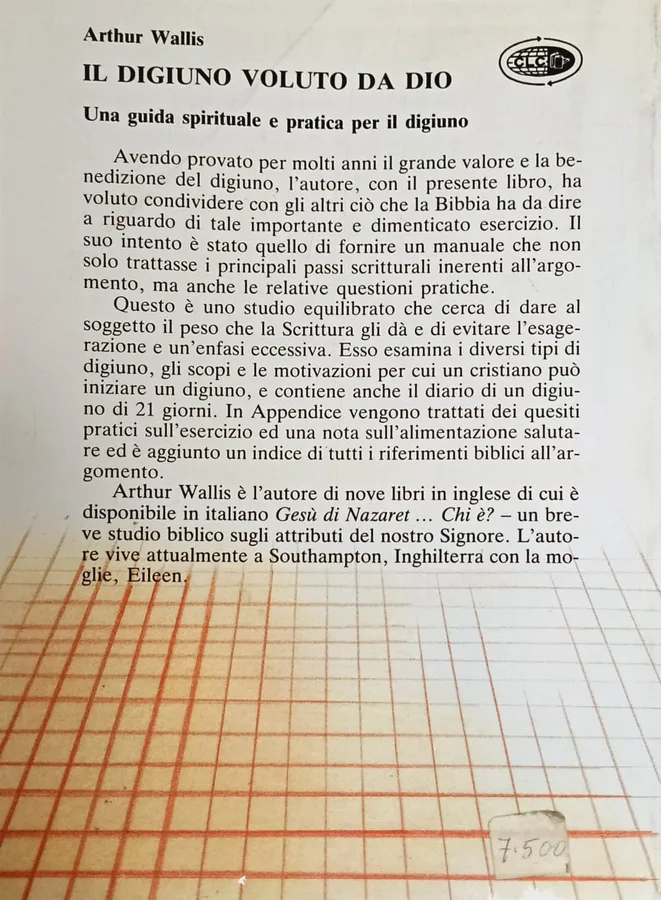 Arthur Wallis
CLC
IL DIGIUNO VOLUTO DA DIO
Una guida spirituale e pratica per il digiuno
Avendo provato per molti anni il grande valore e la be-
nedizione del digiuno, l'autore, con il presente libro, ha
voluto condividere con gli altri ciò che la Bibbia ha da dire
a riguardo di tale importante e dimenticato esercizio. Il
suo intento è stato quello di fornire un manuale che non
solo trattasse i principali passi scritturali inerenti all'argo-
mento, ma anche le relative questioni pratiche.
Questo è uno studio equilibrato che cerca di dare al
soggetto il peso che la Scrittura gli dà e di evitare l'esage-
razione e un'enfasi eccessiva. Esso esamina i diversi tipi di
digiuno, gli scopi e le motivazioni per cui un cristiano può
iniziare un digiuno, e contiene anche il diario di un digiu-
no di 21 giorni. In Appendice vengono trattati dei quesiti
pratici sull'esercizio ed una nota sull'alimentazione saluta-
re ed è aggiunto un indice di tutti i riferimenti biblici all'ar-
gomento.
Arthur Wallis è l'autore di nove libri in inglese di cui è
disponibile in italiano Gesù di Nazaret ... Chi è? – un bre-
ve studio biblico sugli attributi del nostro Signore. L'auto-
re vive attualmente a Southampton, Inghilterra con la mo-
glie, Eileen.
7.500